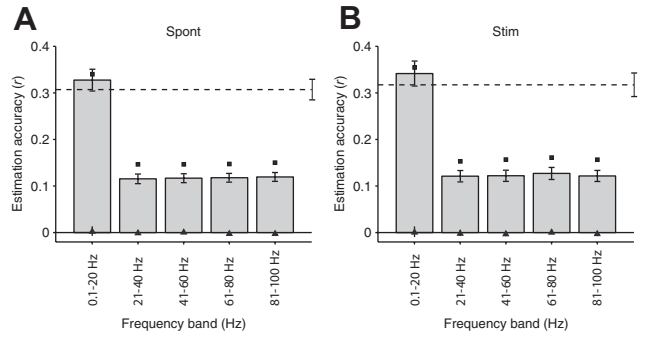 A
Spont
Estimation accuracy (r)
0.4
0.3
0.2
0.1
0
0.1-20 Hz
21-40 Hz
41-60 Hz
61-80 Hz
81-100 Hz
Frequency band (Hz)
B
Stim
Estimation accuracy (r)
0.4
0.3
0.2
0.1
0
0.1-20 Hz
21-40 Hz
41-60 Hz
61-80 Hz
81-100 Hz
Frequency band (Hz)